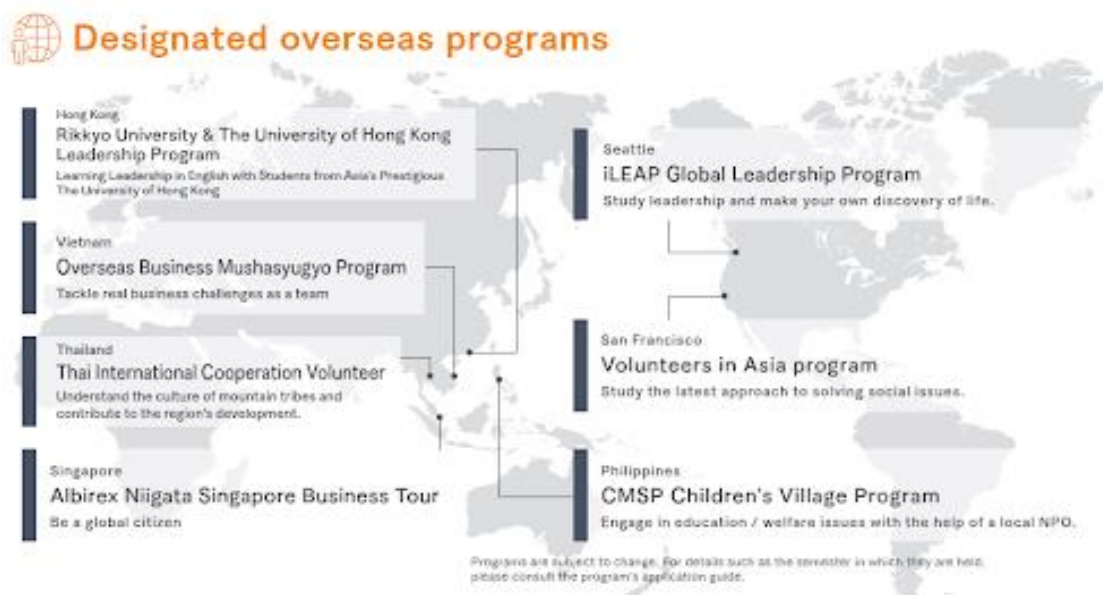 Designated overseas programs
Hong Kong
Rikkyo University & The University of Hong Kong
Leadership Program
Learning Leadership in English with Students from Asia's Prestigious
The University of Hong Kong
Vietnam
Overseas Business Mushasyugyo Program
Tackle real business challenges as a team
Thailand
Thai International Cooperation Volunteer
Understand the culture of mountain tribes and
contribute to the region's development.
Singapore
Albirex Niigata Singapore Business Tour
Be a global citizen
Seattle
iLEAP Global Leadership Program
Study leadership and make your own discovery of life.
San Francisco
Volunteers in Asia program
Study the latest approach to solving social issues.
Philippines
CMSP Children's Village Program
Engage in education / welfare issues with the help of a local NPO.
Programs are subject to change. For details such as the semester in which they are held,
please consult the program's application guide.